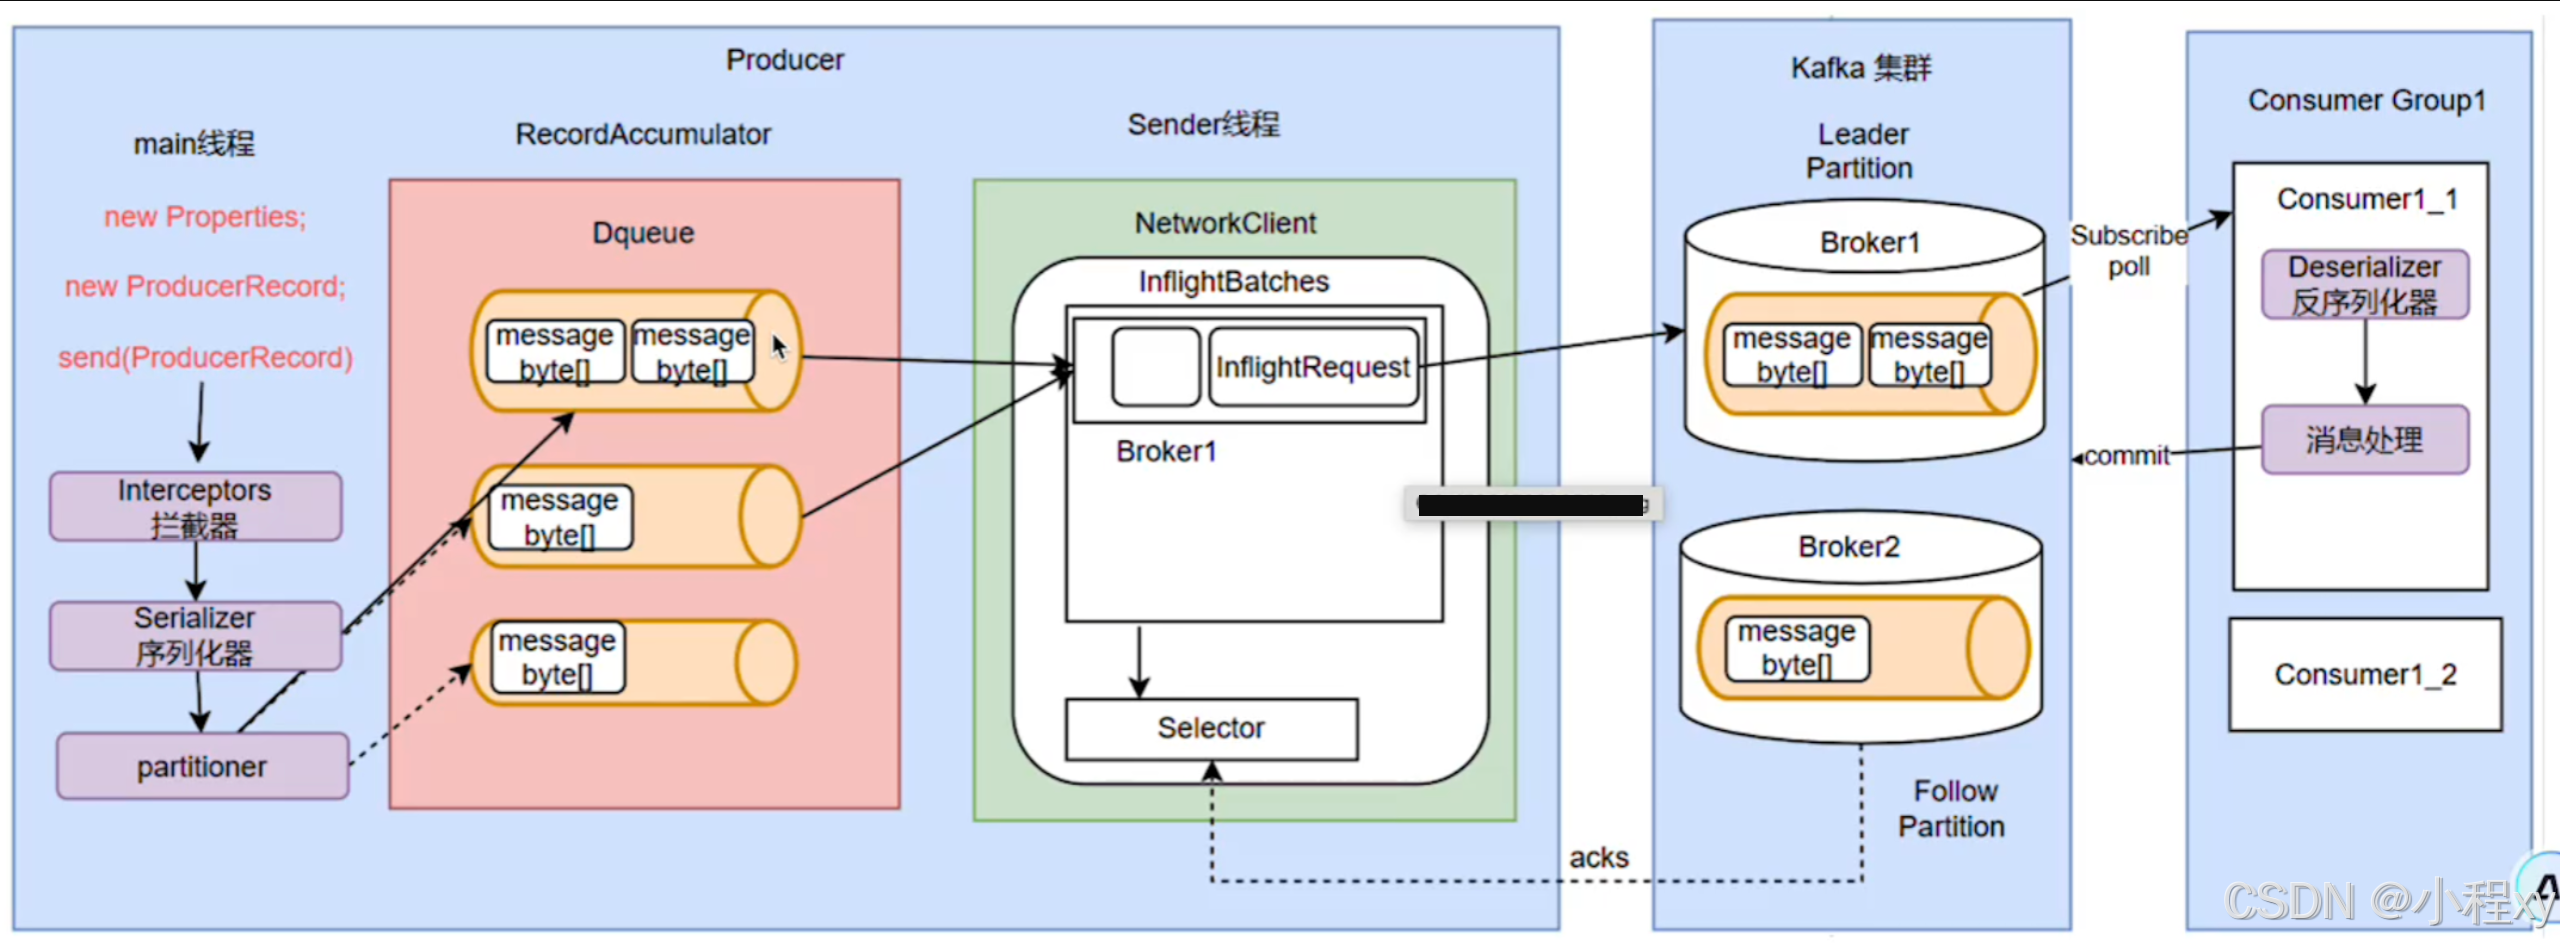 Producer
main线程
new Properties;
new ProducerRecord;
send(ProducerRecord)
Interceptors
拦截器
Serializer
序列化器
partitioner
RecordAccumulator
Dqueue
message
byte[]
message
byte[]
message
byte[]
message
byte[]
Sender线程
NetworkClient
InflightBatches
InflightRequest
Broker1
Selector
acks
Kafka 集群
Leader
Partition
Broker1
message
byte[]
message
byte[]
Broker2
message
byte[]
Follow
Partition
Subscribe
poll
commit
Consumer Group1
Consumer1_1
Deserializer
反序列化器
消息处理
Consumer1_2
CSDN @小程xy